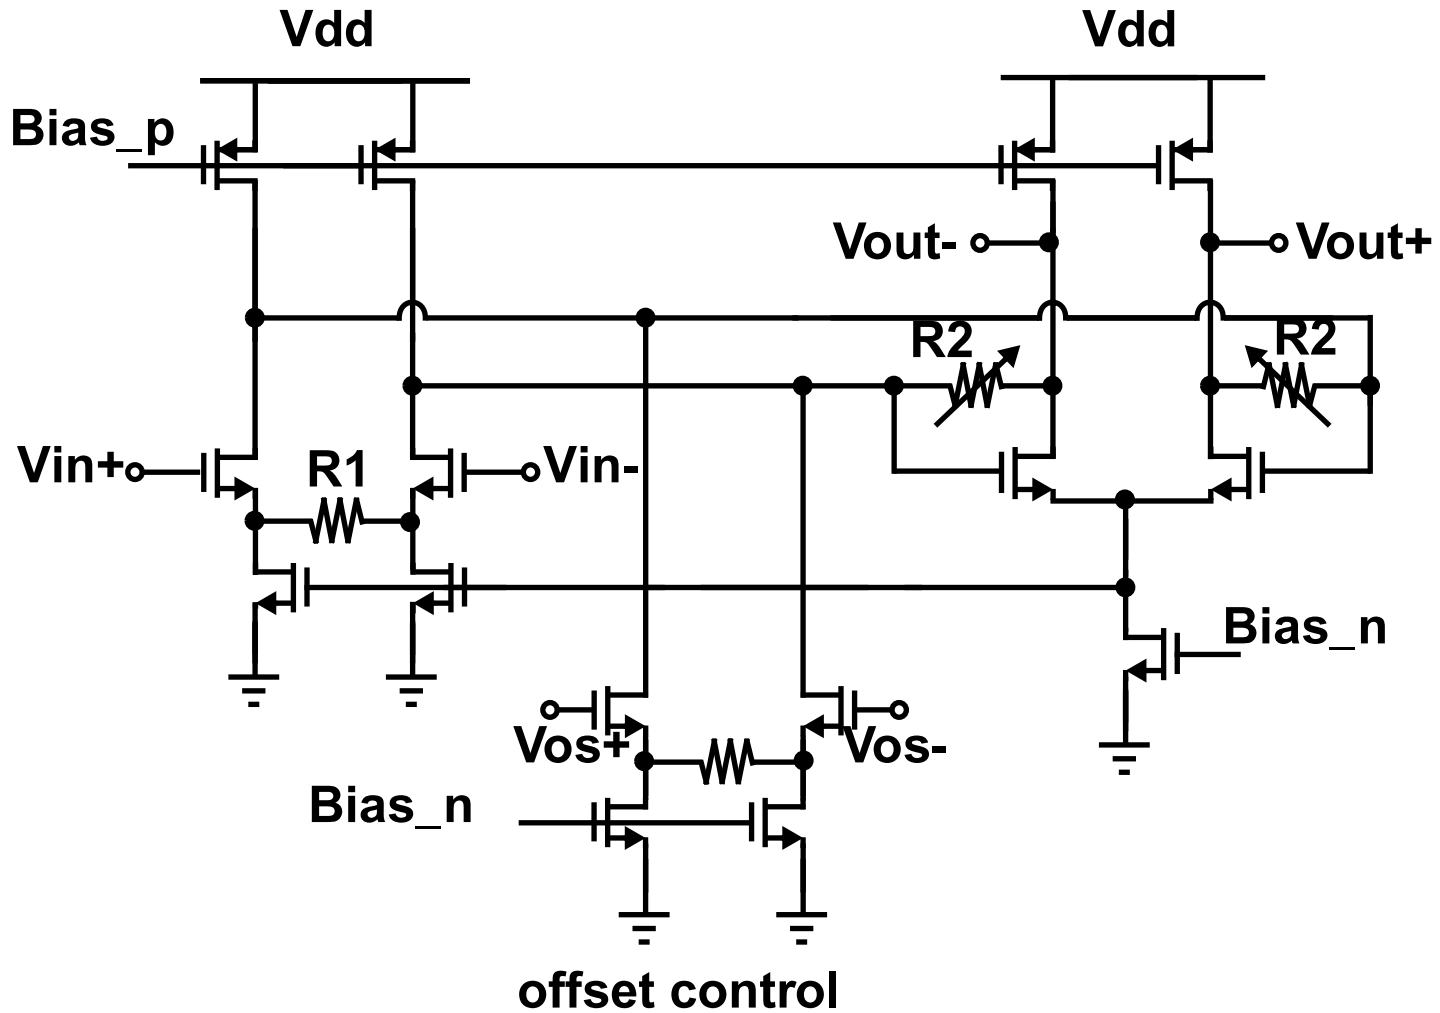 Vdd
Vdd
Bias_p
Vout-
Vout+
R2
R2
Vin+
R1
Vin-
Bias_n
Vos+
Vos-
Bias_n
offset control